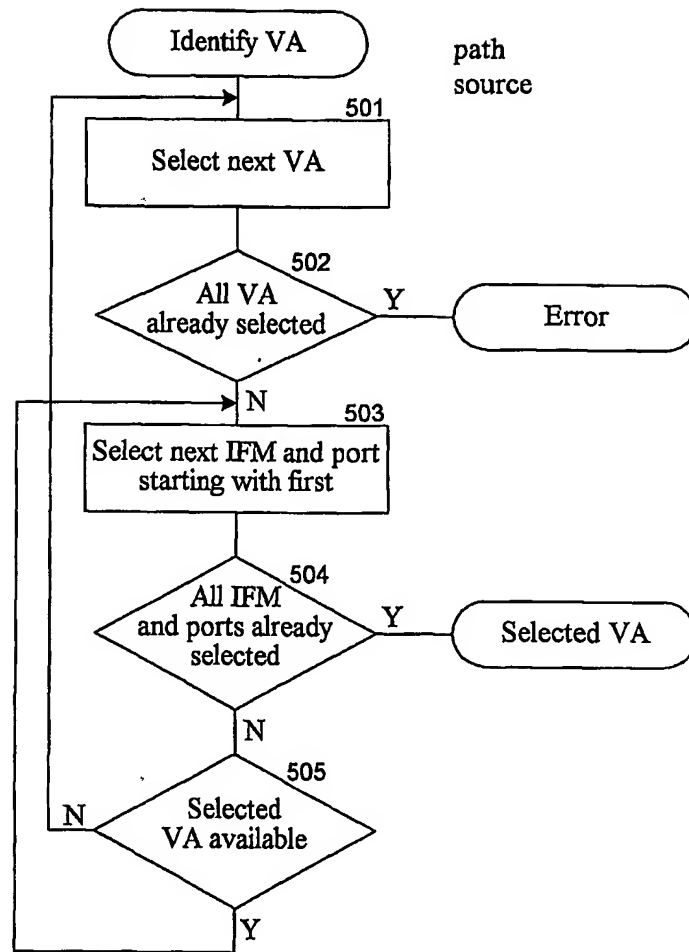 Identify VA
path
source
501
Select next VA
502
All VA
already selected
Y
Error
N
503
Select next IFM and port
starting with first
504
All IFM
and ports already
selected
Y
Selected VA
N
505
N
Selected
VA available
Y